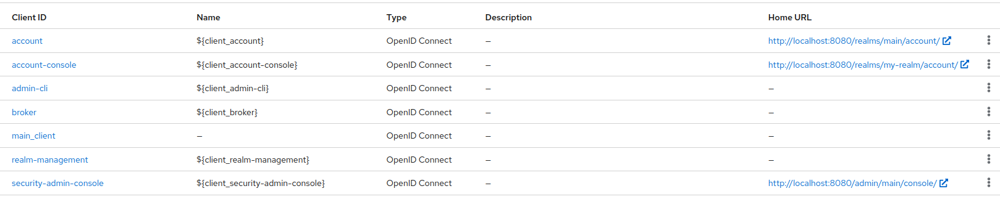 Client ID Name Type Description Home URL
account ${client_account} OpenID Connect – http://localhost:8080/realms/main/account/
account-console ${client_account-console} OpenID Connect – http://localhost:8080/realms/my-realm/account/
admin-cli ${client_admin-cli} OpenID Connect – –
broker ${client_broker} OpenID Connect – –
main_client – OpenID Connect – –
realm-management ${client_realm-management} OpenID Connect – –
security-admin-console ${client_security-admin-console} OpenID Connect – http://localhost:8080/admin/main/console/